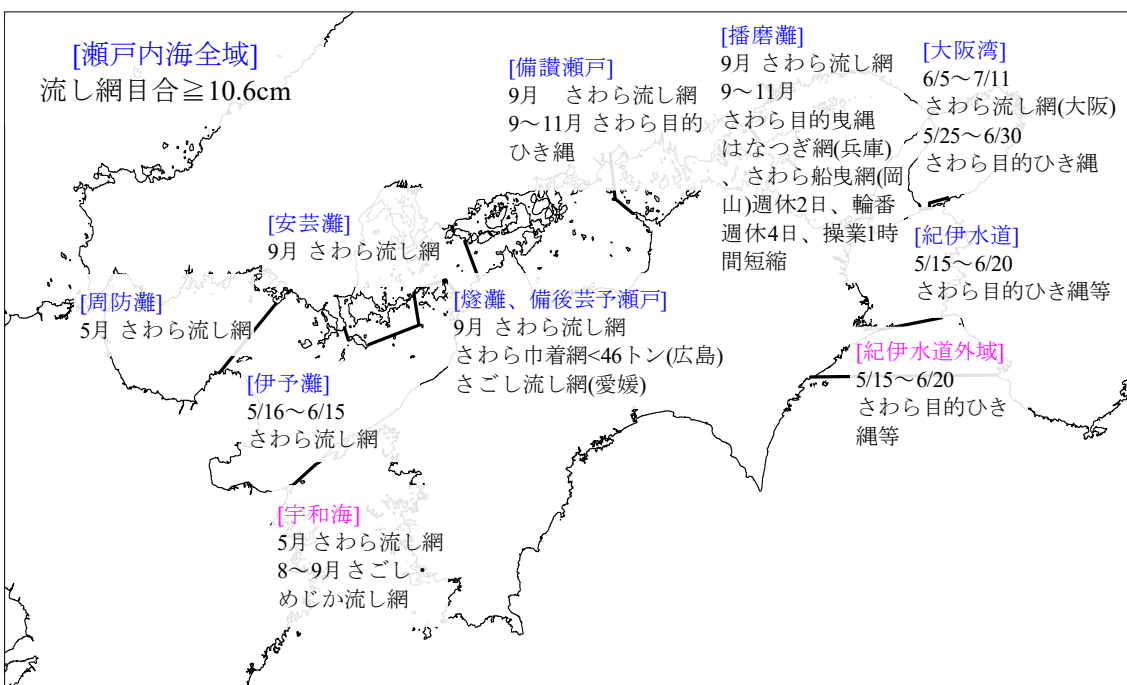 [瀬戸内海全域]
流し網目合≧10.6cm
[備讃瀬戸]
9月　さわら流し網
9～11月 さわら目的
ひき縄
[播磨灘]
9月 さわら流し網
9～11月
さわら目的曳縄
はなつぎ網(兵庫)
、さわら船曳網(岡
山)週休2日、輪番
週休4日、操業1時
間短縮
[大阪湾]
6/5～7/11
さわら流し網(大阪)
5/25～6/30
さわら目的ひき縄
[安芸灘]
9月 さわら流し網
[紀伊水道]
5/15～6/20
さわら目的ひき縄等
[周防灘]
5月 さわら流し網
[燧灘、備後芸予瀬戸]
9月 さわら流し網
さわら巾着網<46トン(広島)
さごし流し網(愛媛)
[紀伊水道外域]
5/15～6/20
さわら目的ひき
縄等
[伊予灘]
5/16～6/15
さわら流し網
[宇和海]
5月 さわら流し網
8～9月 さごし・
めじか流し網